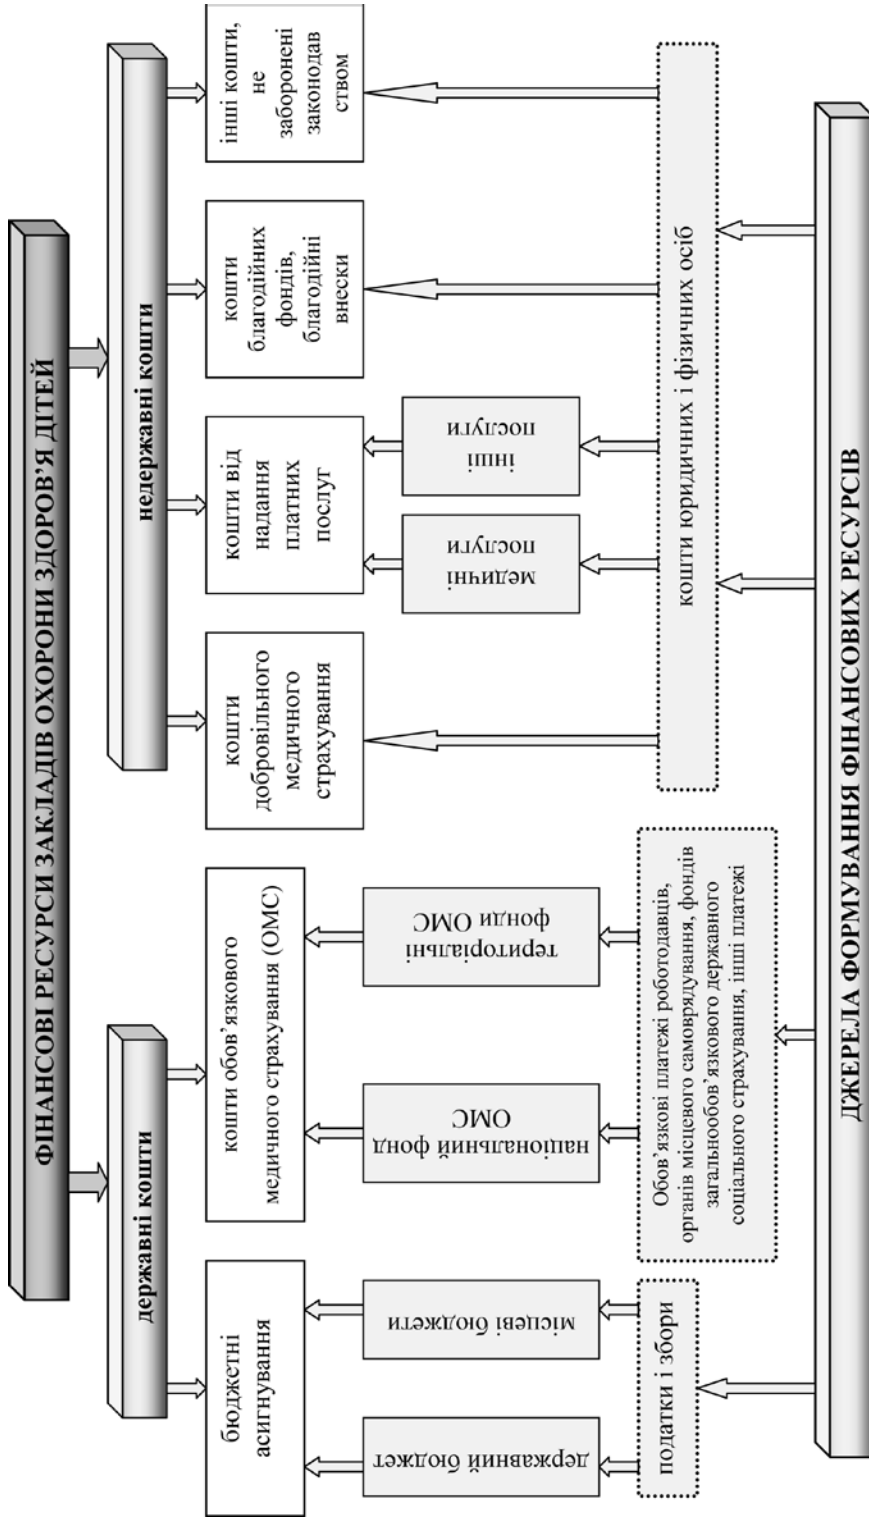 ФІНАНСОВІ РЕСУРСИ ЗАКЛАДІВ ОХОРОНИ ЗДОРОВ’Я ДІТЕЙ
державні кошти
недержавні кошти
бюджетні
асигнування
кошти обов’язкового
медичного страхування (ОМС)
кошти
добровільного
медичного
страхування
кошти від
надання
платних
послуг
кошти
благодійних
фондів,
благодійні
внески
інші кошти,
не
заборонені
законодав
ством
державний бюджет
місцеві бюджети
національний фонд
ОМС
територіальні
фонди ОМС
медичні
послуги
інші
послуги
податки і збори
Обов’язкові платежі роботодавців,
органів місцевого самоврядування, фондів
загальнообов’язкового державного
соціального страхування, інші платежі
кошти юридичних і фізичних осіб
ДЖЕРЕЛА ФОРМУВАННЯ ФІНАНСОВИХ РЕСУРСІВ